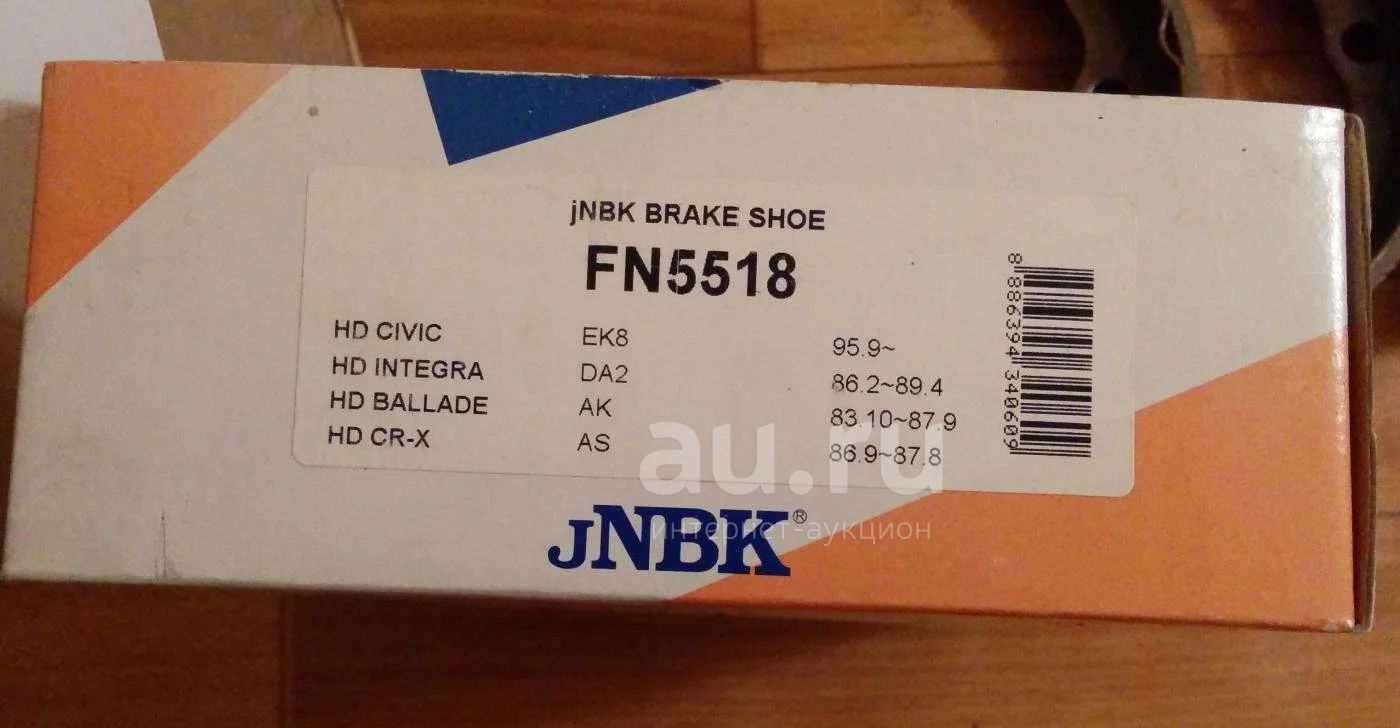 jNBK BRAKE SHOE
FN5518
HD CIVIC EK8 95.9~
HD INTEGRA DA2 86.2~89.4
HD BALLADE AK 83.10~87.9
HD CR-X AS 86.9~87.8
8 886394 340609
au.ru
интернет-аукцион
jNBK®